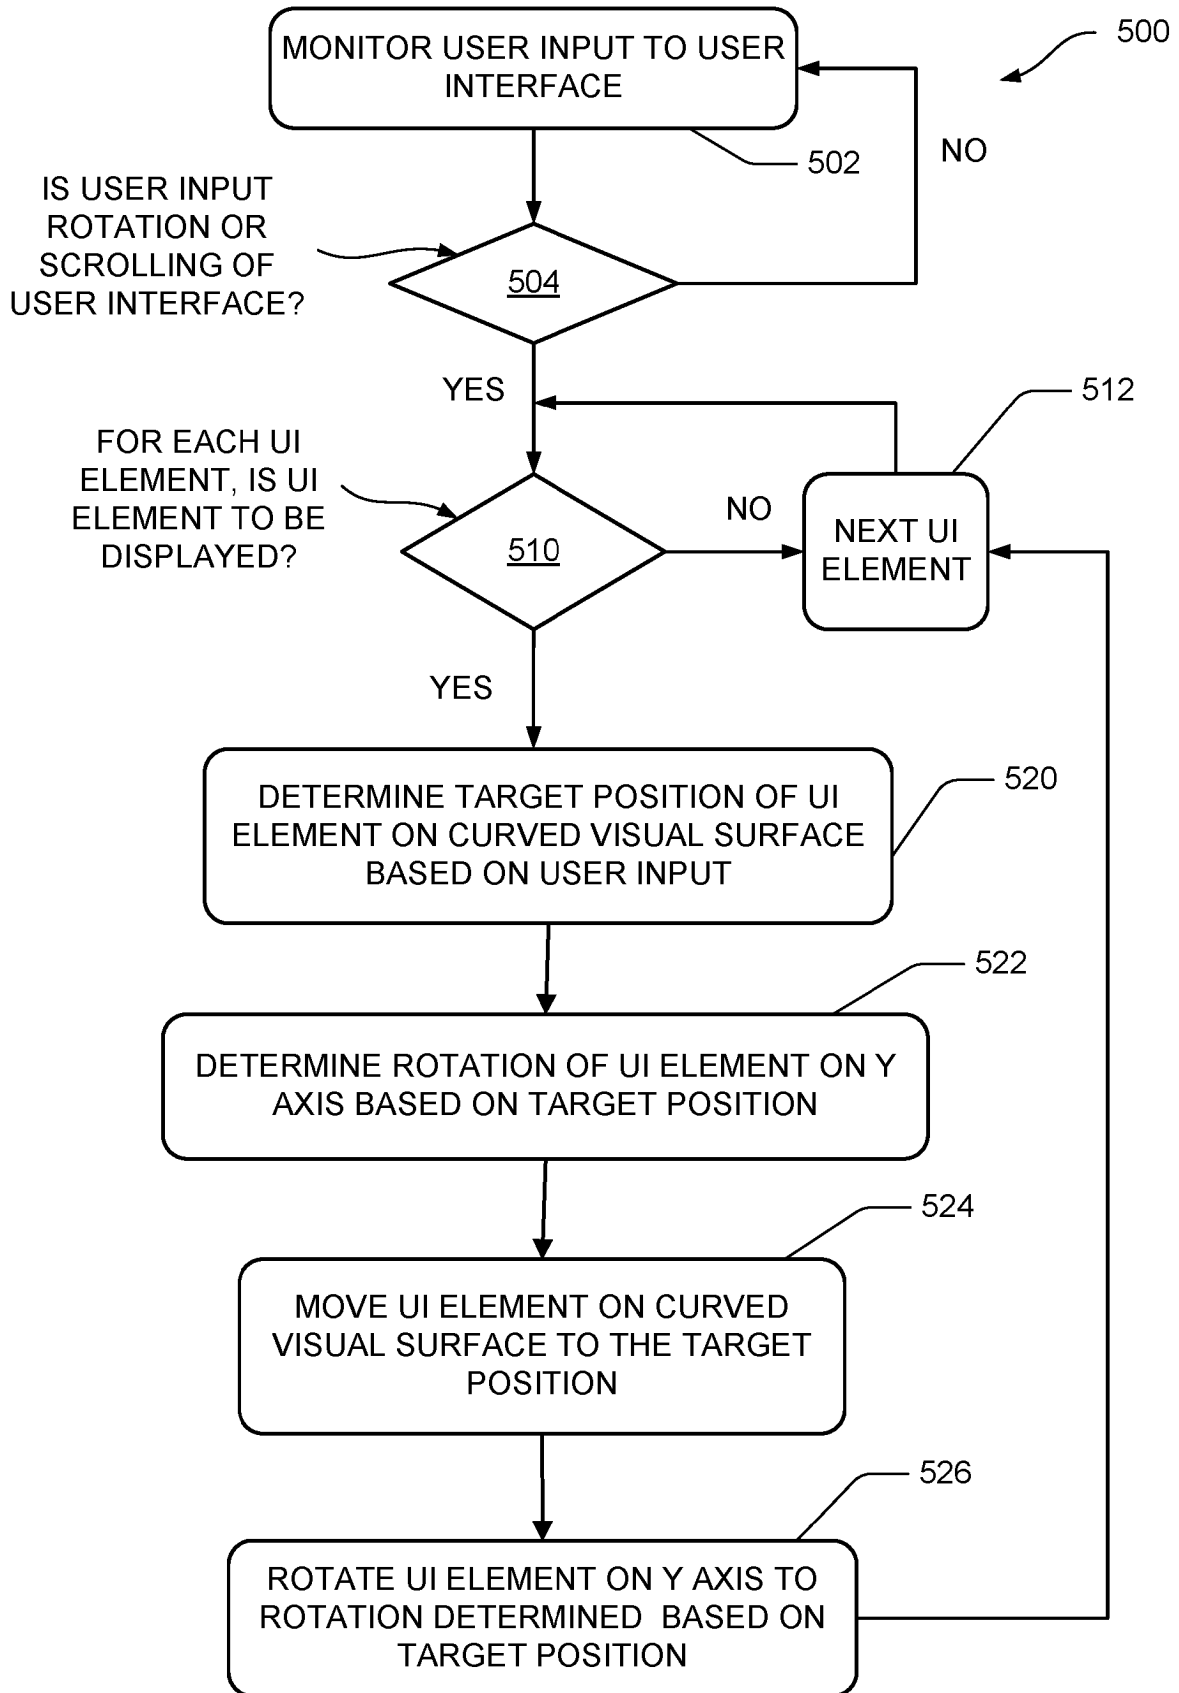 500
MONITOR USER INPUT TO USER
INTERFACE
502
NO
IS USER INPUT
ROTATION OR
SCROLLING OF
USER INTERFACE?
504
YES
512
FOR EACH UI
ELEMENT, IS UI
ELEMENT TO BE
DISPLAYED?
510
NO
NEXT UI
ELEMENT
YES
520
DETERMINE TARGET POSITION OF UI
ELEMENT ON CURVED VISUAL SURFACE
BASED ON USER INPUT
522
DETERMINE ROTATION OF UI ELEMENT ON Y
AXIS BASED ON TARGET POSITION
524
MOVE UI ELEMENT ON CURVED
VISUAL SURFACE TO THE TARGET
POSITION
526
ROTATE UI ELEMENT ON Y AXIS TO
ROTATION DETERMINED  BASED ON
TARGET POSITION